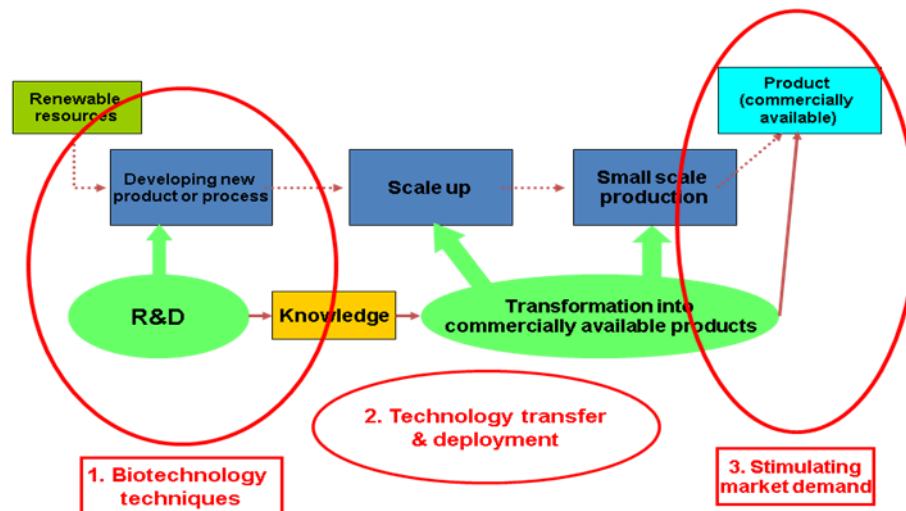 Renewable
resources
Product
(commercially
available)
Developing new
product or process
Scale up
Small scale
production
R&D
Knowledge
Transformation into
commercially available products
2. Technology transfer
& deployment
1. Biotechnology
techniques
3. Stimulating
market demand